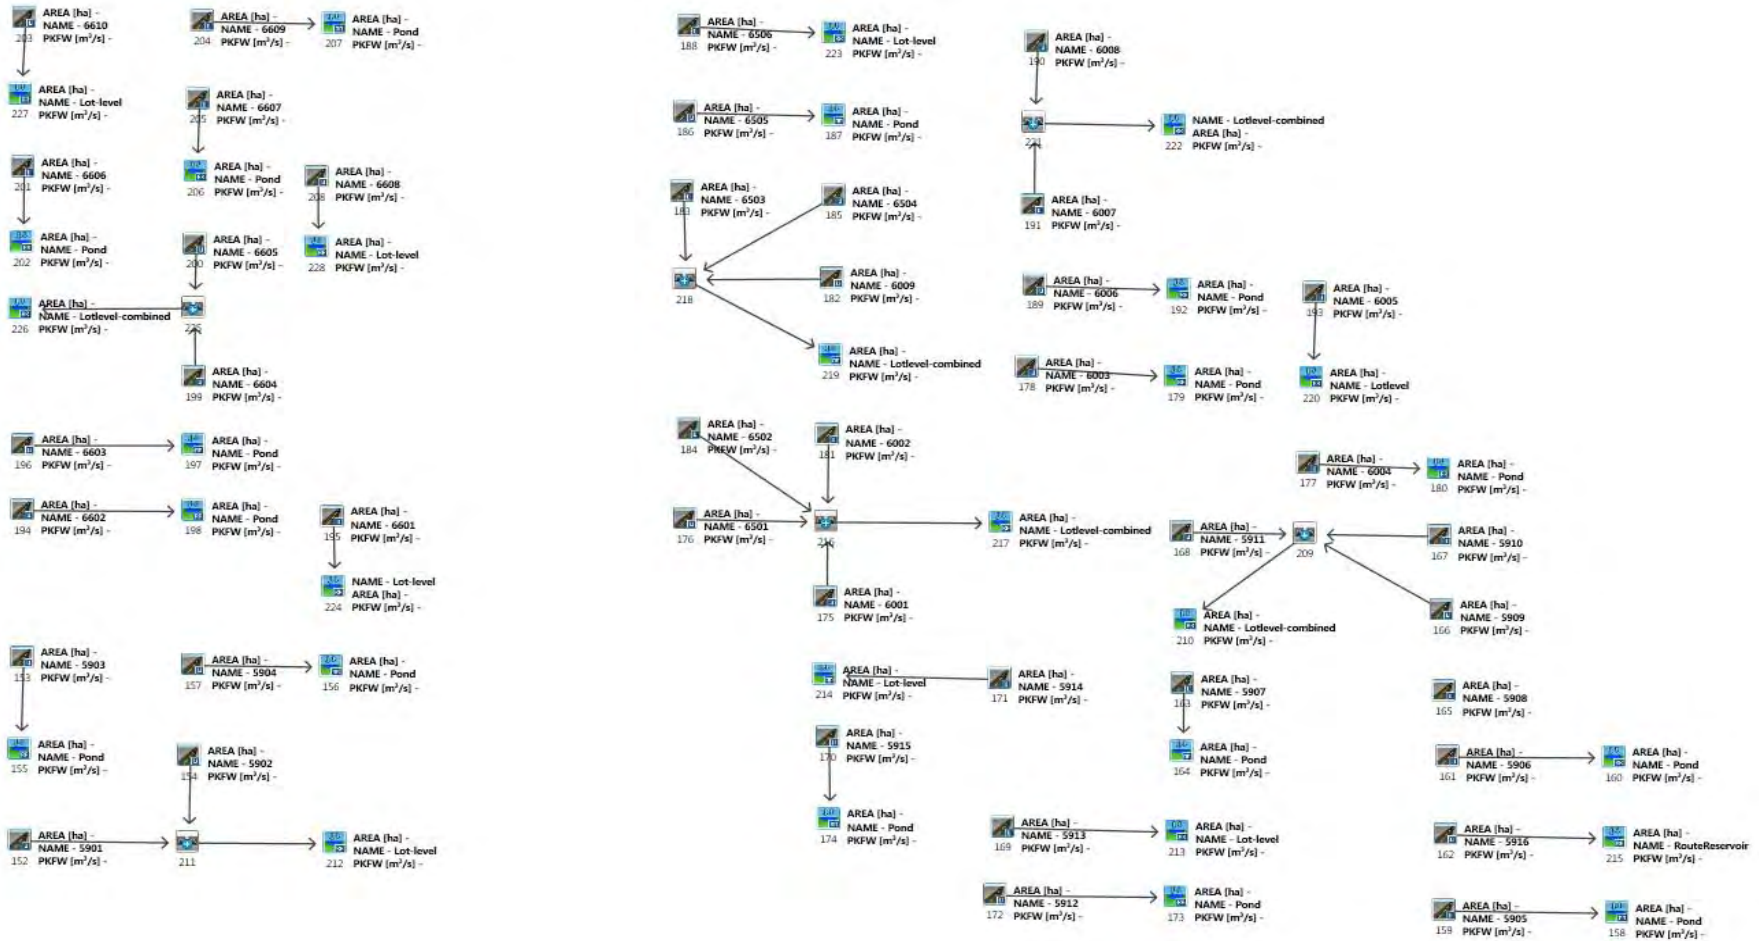 AREA [ha] -
NAME - 6610
203 PKFW [m³/s] -
AREA [ha] -
NAME - 6609
204 PKFW [m³/s] -
AREA [ha] -
NAME - Pond
207 PKFW [m³/s] -
AREA [ha] -
NAME - Lot-level
227 PKFW [m³/s] -
AREA [ha] -
NAME - 6607
205 PKFW [m³/s] -
AREA [ha] -
NAME - 6606
201 PKFW [m³/s] -
AREA [ha] -
NAME - Pond
206 PKFW [m³/s] -
AREA [ha] -
NAME - 6608
208 PKFW [m³/s] -
AREA [ha] -
NAME - Pond
202 PKFW [m³/s] -
AREA [ha] -
NAME - 6605
200 PKFW [m³/s] -
AREA [ha] -
NAME - Lot-level
228 PKFW [m³/s] -
AREA [ha] -
NAME - Lotlevel-combined
226 PKFW [m³/s] -
225
AREA [ha] -
NAME - 6604
199 PKFW [m³/s] -
AREA [ha] -
NAME - 6603
196 PKFW [m³/s] -
AREA [ha] -
NAME - Pond
197 PKFW [m³/s] -
AREA [ha] -
NAME - 6602
194 PKFW [m³/s] -
AREA [ha] -
NAME - Pond
198 PKFW [m³/s] -
AREA [ha] -
NAME - 6601
195 PKFW [m³/s] -
NAME - Lot-level
AREA [ha] -
224 PKFW [m³/s] -
AREA [ha] -
NAME - 5903
153 PKFW [m³/s] -
AREA [ha] -
NAME - 5904
157 PKFW [m³/s] -
AREA [ha] -
NAME - Pond
156 PKFW [m³/s] -
AREA [ha] -
NAME - Pond
155 PKFW [m³/s] -
AREA [ha] -
NAME - 5902
154 PKFW [m³/s] -
AREA [ha] -
NAME - 5901
152 PKFW [m³/s] -
211
AREA [ha] -
NAME - Lot-level
212 PKFW [m³/s] -
AREA [ha] -
NAME - 6506
188 PKFW [m³/s] -
AREA [ha] -
NAME - Lot-level
223 PKFW [m³/s] -
AREA [ha] -
NAME - 6008
190 PKFW [m³/s] -
AREA [ha] -
NAME - 6505
186 PKFW [m³/s] -
AREA [ha] -
NAME - Pond
187 PKFW [m³/s] -
221
NAME - Lotlevel-combined
AREA [ha] -
222 PKFW [m³/s] -
AREA [ha] -
NAME - 6503
183 PKFW [m³/s] -
AREA [ha] -
NAME - 6504
185 PKFW [m³/s] -
AREA [ha] -
NAME - 6007
191 PKFW [m³/s] -
218
AREA [ha] -
NAME - 6009
182 PKFW [m³/s] -
AREA [ha] -
NAME - 6006
189 PKFW [m³/s] -
AREA [ha] -
NAME - Pond
192 PKFW [m³/s] -
AREA [ha] -
NAME - 6005
193 PKFW [m³/s] -
AREA [ha] -
NAME - Lotlevel-combined
219 PKFW [m³/s] -
AREA [ha] -
NAME - 6003
178 PKFW [m³/s] -
AREA [ha] -
NAME - Pond
179 PKFW [m³/s] -
AREA [ha] -
NAME - Lotlevel
220 PKFW [m³/s] -
AREA [ha] -
NAME - 6502
184 PKFW [m³/s] -
AREA [ha] -
NAME - 6002
181 PKFW [m³/s] -
AREA [ha] -
NAME - 6004
177 PKFW [m³/s] -
AREA [ha] -
NAME - Pond
180 PKFW [m³/s] -
AREA [ha] -
NAME - 6501
176 PKFW [m³/s] -
216
AREA [ha] -
NAME - Lotlevel-combined
217 PKFW [m³/s] -
AREA [ha] -
NAME - 5911
168 PKFW [m³/s] -
209
AREA [ha] -
NAME - 5910
167 PKFW [m³/s] -
AREA [ha] -
NAME - 6001
175 PKFW [m³/s] -
AREA [ha] -
NAME - Lotlevel-combined
210 PKFW [m³/s] -
AREA [ha] -
NAME - 5909
166 PKFW [m³/s] -
AREA [ha] -
NAME - Lot-level
214 PKFW [m³/s] -
AREA [ha] -
NAME - 5914
171 PKFW [m³/s] -
AREA [ha] -
NAME - 5907
163 PKFW [m³/s] -
AREA [ha] -
NAME - 5908
165 PKFW [m³/s] -
AREA [ha] -
NAME - 5915
170 PKFW [m³/s] -
AREA [ha] -
NAME - Pond
164 PKFW [m³/s] -
AREA [ha] -
NAME - 5906
161 PKFW [m³/s] -
AREA [ha] -
NAME - Pond
160 PKFW [m³/s] -
AREA [ha] -
NAME - Pond
174 PKFW [m³/s] -
AREA [ha] -
NAME - 5913
169 PKFW [m³/s] -
AREA [ha] -
NAME - Lot-level
213 PKFW [m³/s] -
AREA [ha] -
NAME - 5916
162 PKFW [m³/s] -
AREA [ha] -
NAME - RouteReservoir
215 PKFW [m³/s] -
AREA [ha] -
NAME - 5912
172 PKFW [m³/s] -
AREA [ha] -
NAME - Pond
173 PKFW [m³/s] -
AREA [ha] -
NAME - 5905
159 PKFW [m³/s] -
AREA [ha] -
NAME - Pond
158 PKFW [m³/s] -